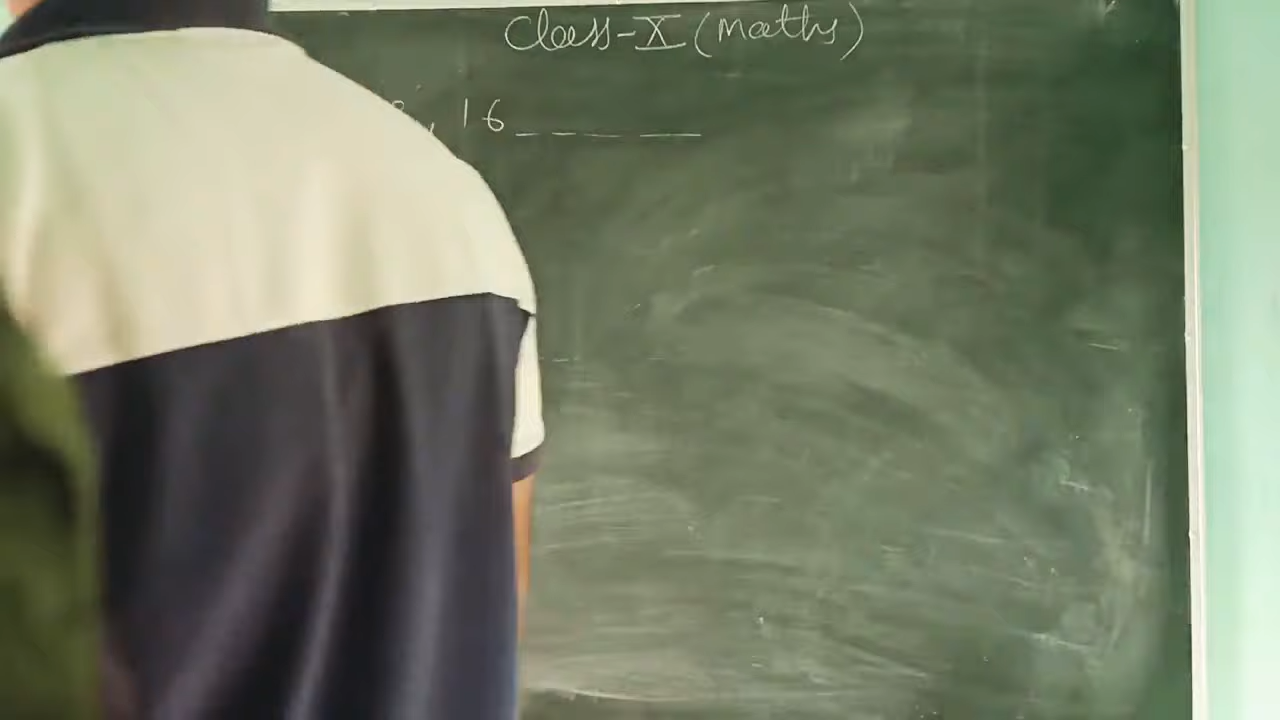 Class-X (Maths)
, 16 _ _ _ _